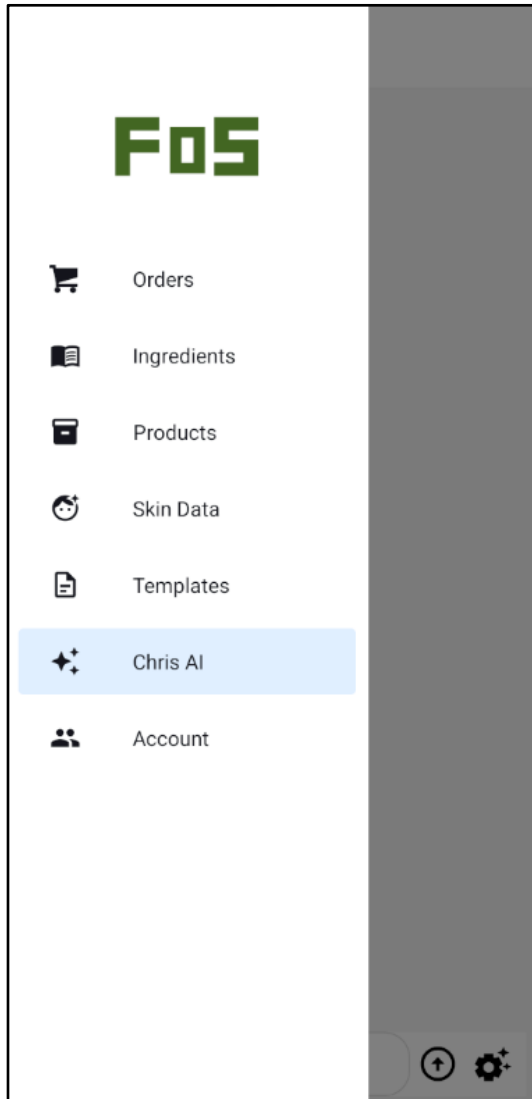 FoS
Orders
Ingredients
Products
Skin Data
Templates
Chris AI
Account